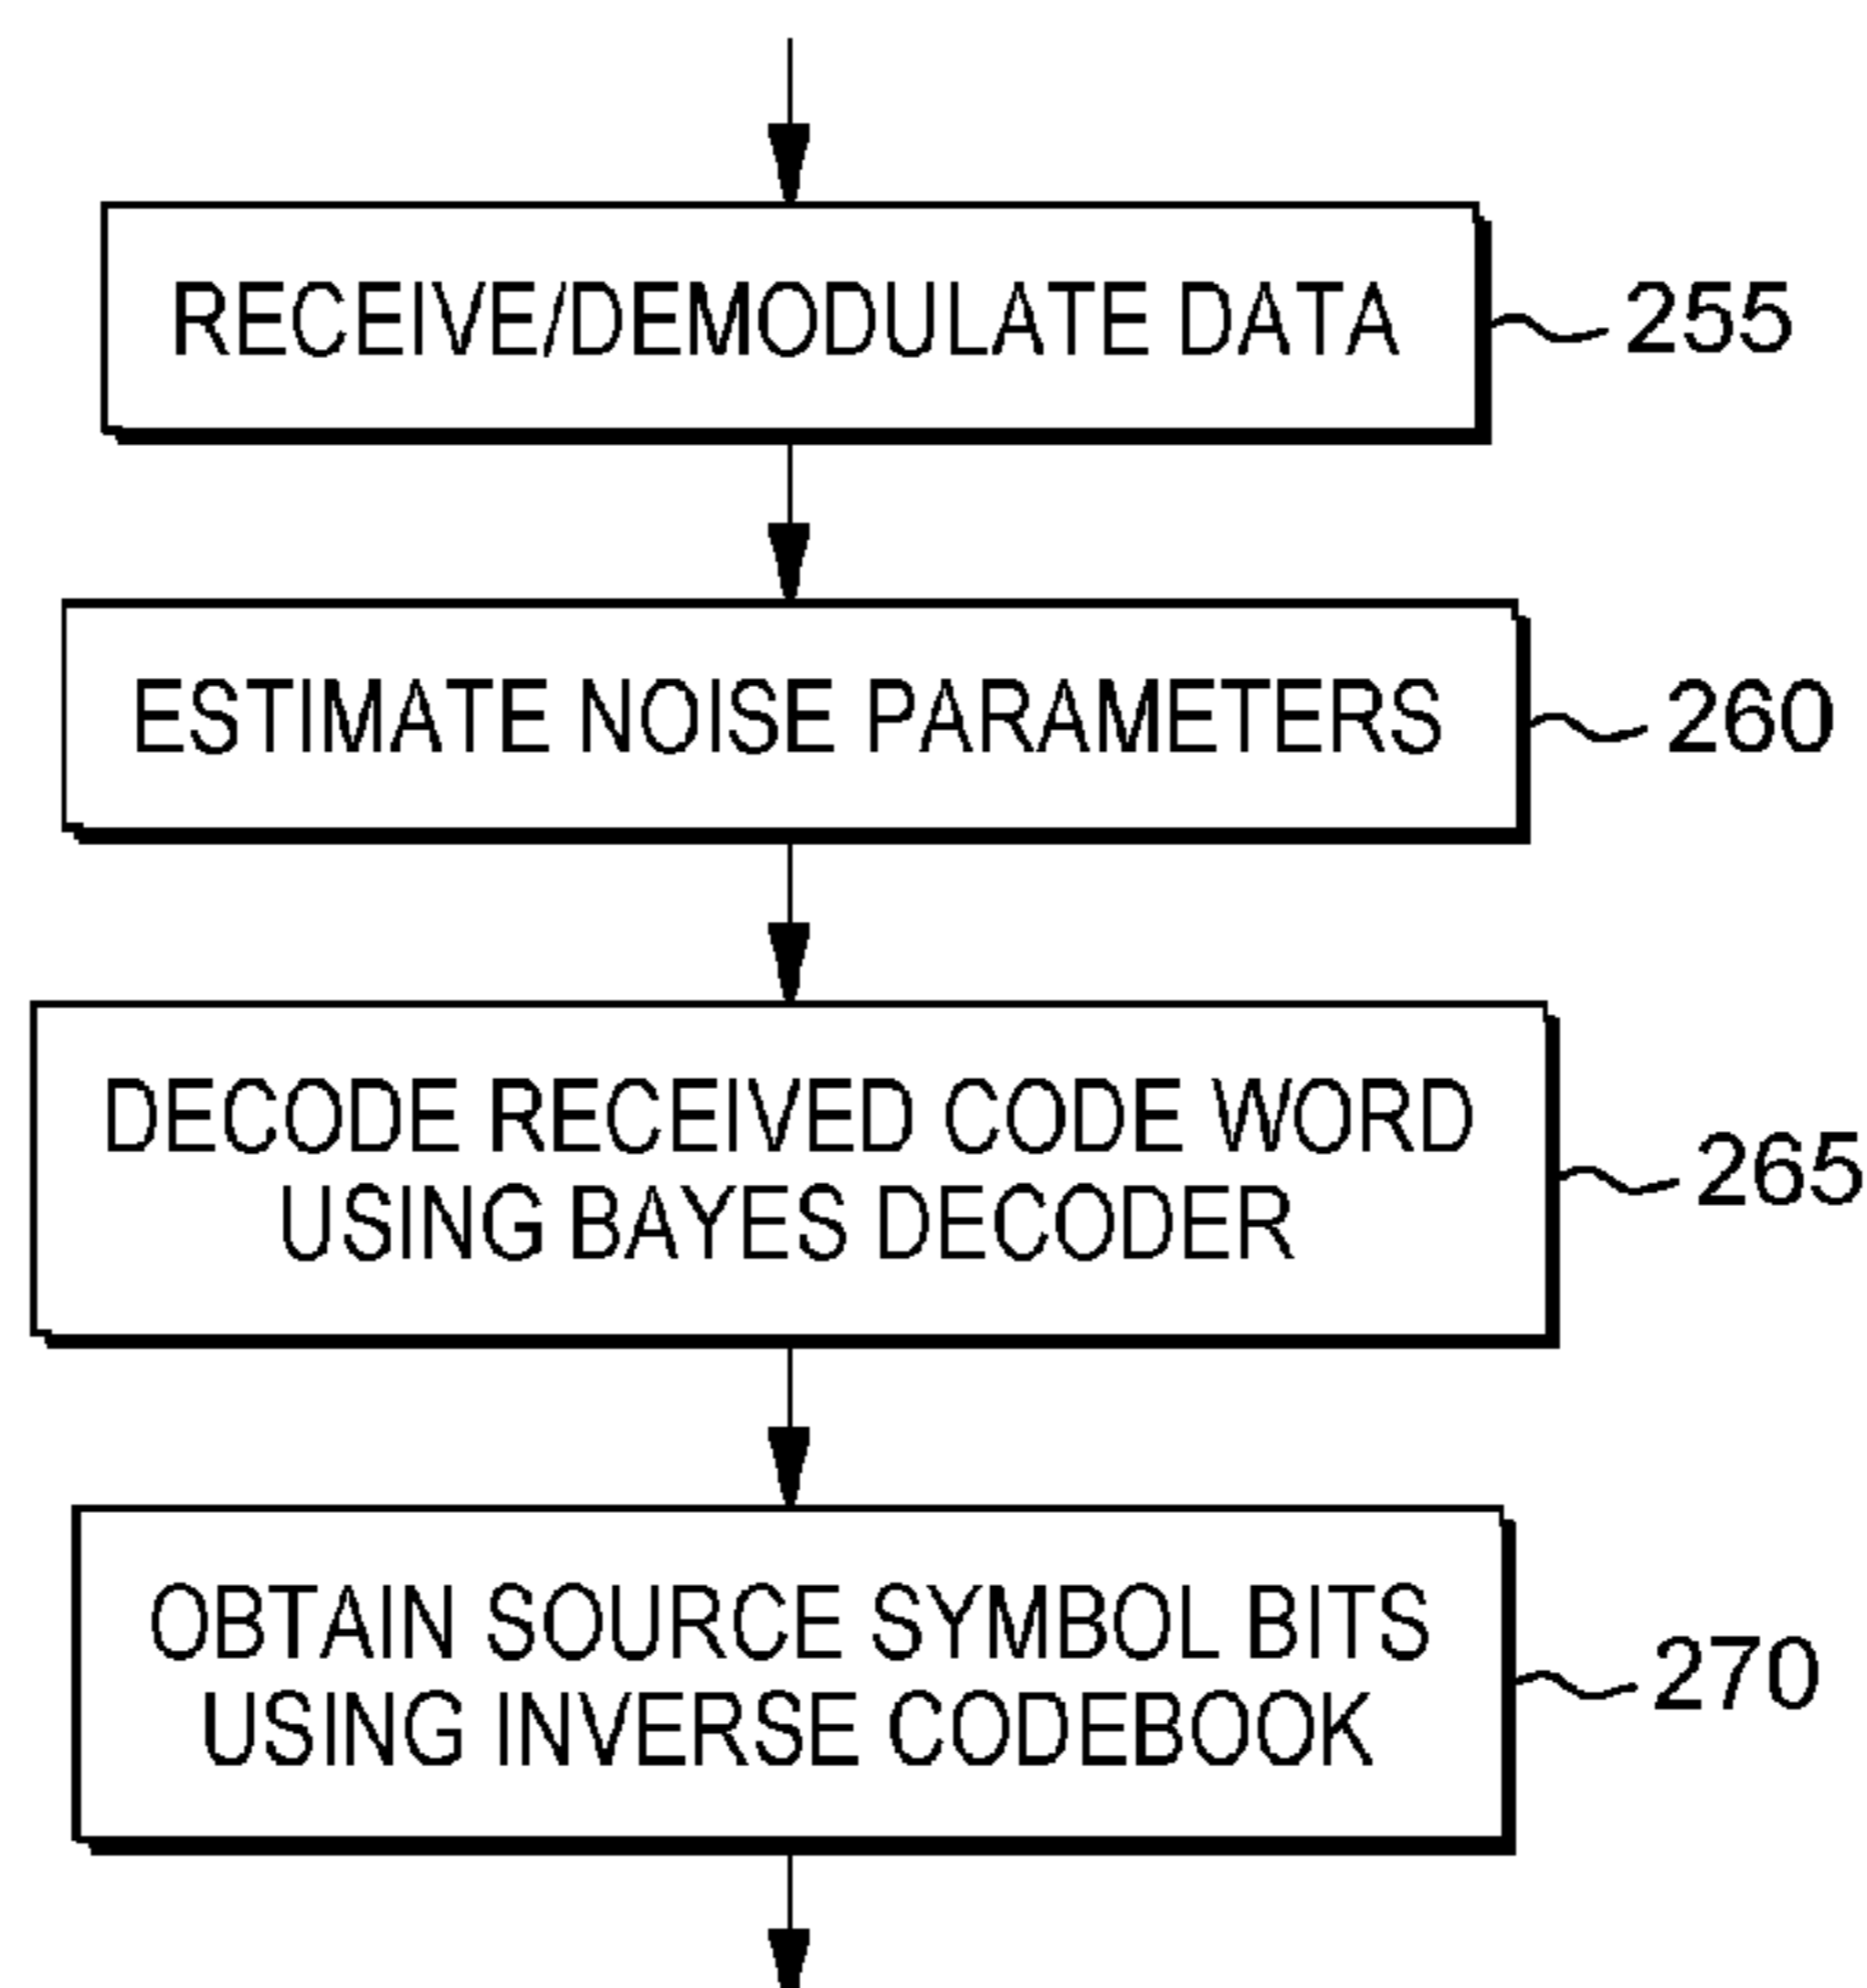 RECEIVE/DEMODULATE DATA
255
ESTIMATE NOISE PARAMETERS
260
DECODE RECEIVED CODE WORD
USING BAYES DECODER
265
OBTAIN SOURCE SYMBOL BITS
USING INVERSE CODEBOOK
270